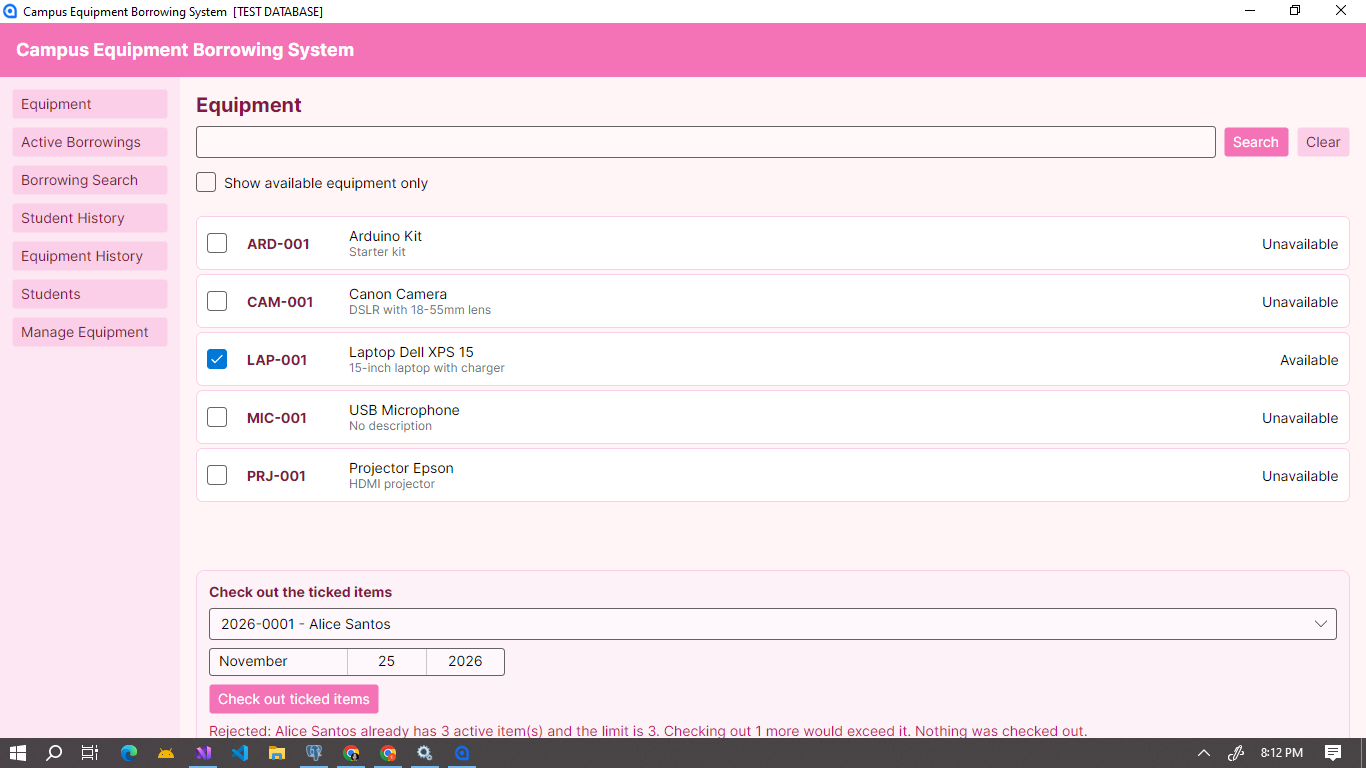 Campus Equipment Borrowing System [TEST DATABASE]
Campus Equipment Borrowing System
Equipment
Active Borrowings
Borrowing Search
Student History
Equipment History
Students
Manage Equipment
Equipment
Search
Clear
Show available equipment only
ARD-001
Arduino Kit
Starter kit
Unavailable
CAM-001
Canon Camera
DSLR with 18-55mm lens
Unavailable
LAP-001
Laptop Dell XPS 15
15-inch laptop with charger
Available
MIC-001
USB Microphone
No description
Unavailable
PRJ-001
Projector Epson
HDMI projector
Unavailable
Check out the ticked items
2026-0001 - Alice Santos
November 25 2026
Check out ticked items
Rejected: Alice Santos already has 3 active item(s) and the limit is 3. Checking out 1 more would exceed it. Nothing was checked out.
8:12 PM